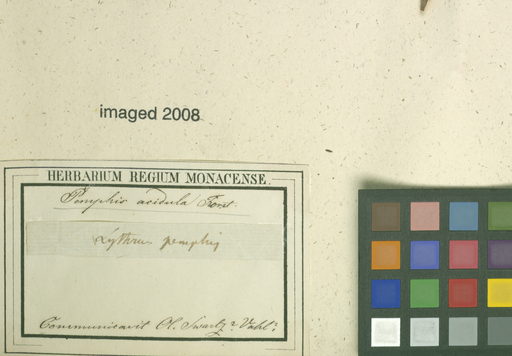 imaged 2008
HERBARIUM REGIUM MONACENSE.
Pemphis acidula Forst.
Lythrum pemphis
Communicavit Ol. Swartz? Vahl?